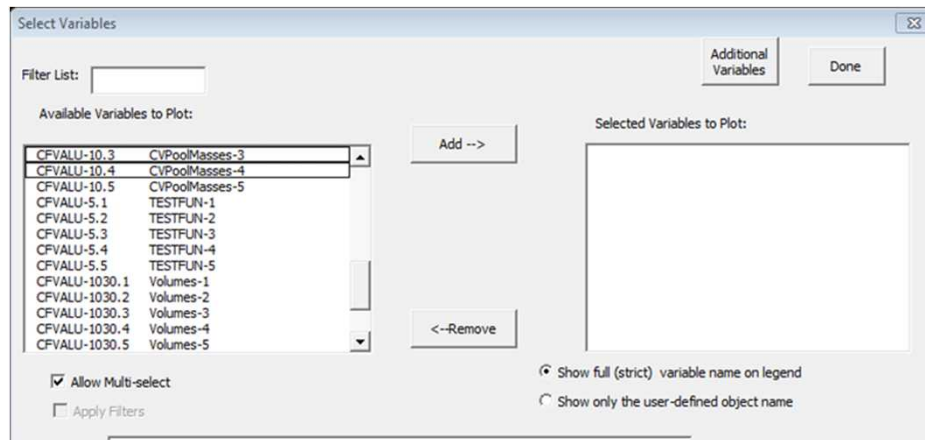 Select Variables
Additional
Variables
Done
Filter List:
Available Variables to Plot:
Add -->
Selected Variables to Plot:
CFVALU-10.3 CVPoolMasses-3
CFVALU-10.4 CVPoolMasses-4
CFVALU-10.5 CVPoolMasses-5
CFVALU-5.1 TESTFUN-1
CFVALU-5.2 TESTFUN-2
CFVALU-5.3 TESTFUN-3
CFVALU-5.4 TESTFUN-4
CFVALU-5.5 TESTFUN-5
CFVALU-1030.1 Volumes-1
CFVALU-1030.2 Volumes-2
CFVALU-1030.3 Volumes-3
CFVALU-1030.4 Volumes-4
CFVALU-1030.5 Volumes-5
<--Remove
Allow Multi-select
Apply Filters
Show full (strict) variable name on legend
Show only the user-defined object name